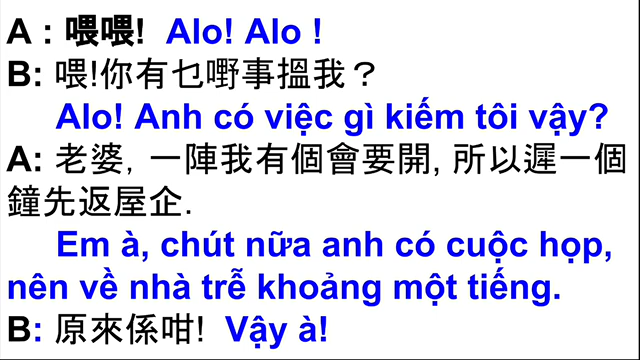 A : 喂喂! Alo! Alo !
B: 喂!你有乜嘢事搵我？
Alo! Anh có việc gì kiếm tôi vậy?
A: 老婆, 一陣我有個會要開, 所以遲一個
鐘先返屋企.
Em à, chút nữa anh có cuộc họp,
nên về nhà trễ khoảng một tiếng.
B: 原來係咁! Vậy à!